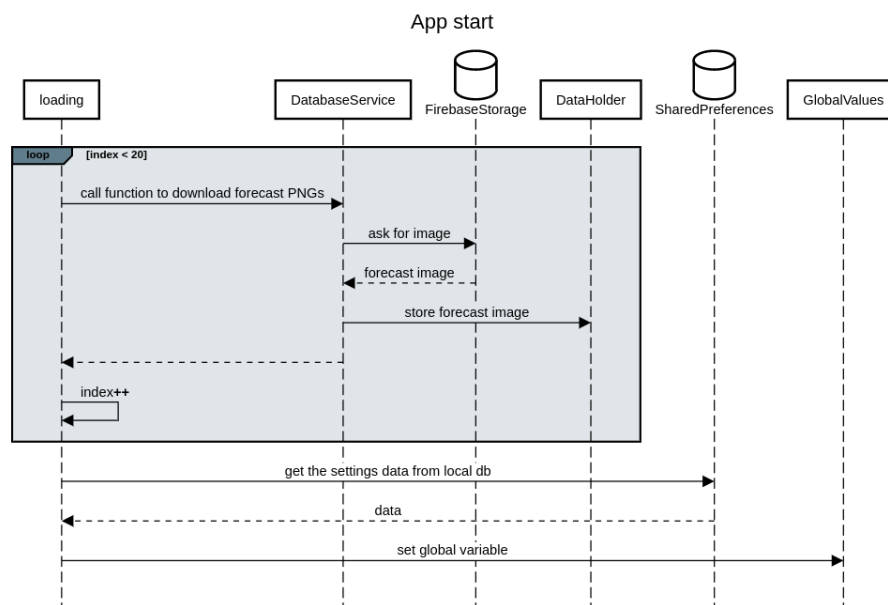 App start
loading
DatabaseService
FirebaseStorage
DataHolder
SharedPreferences
GlobalValues
loop [index < 20]
call function to download forecast PNGs
ask for image
forecast image
store forecast image
index++
get the settings data from local db
data
set global variable